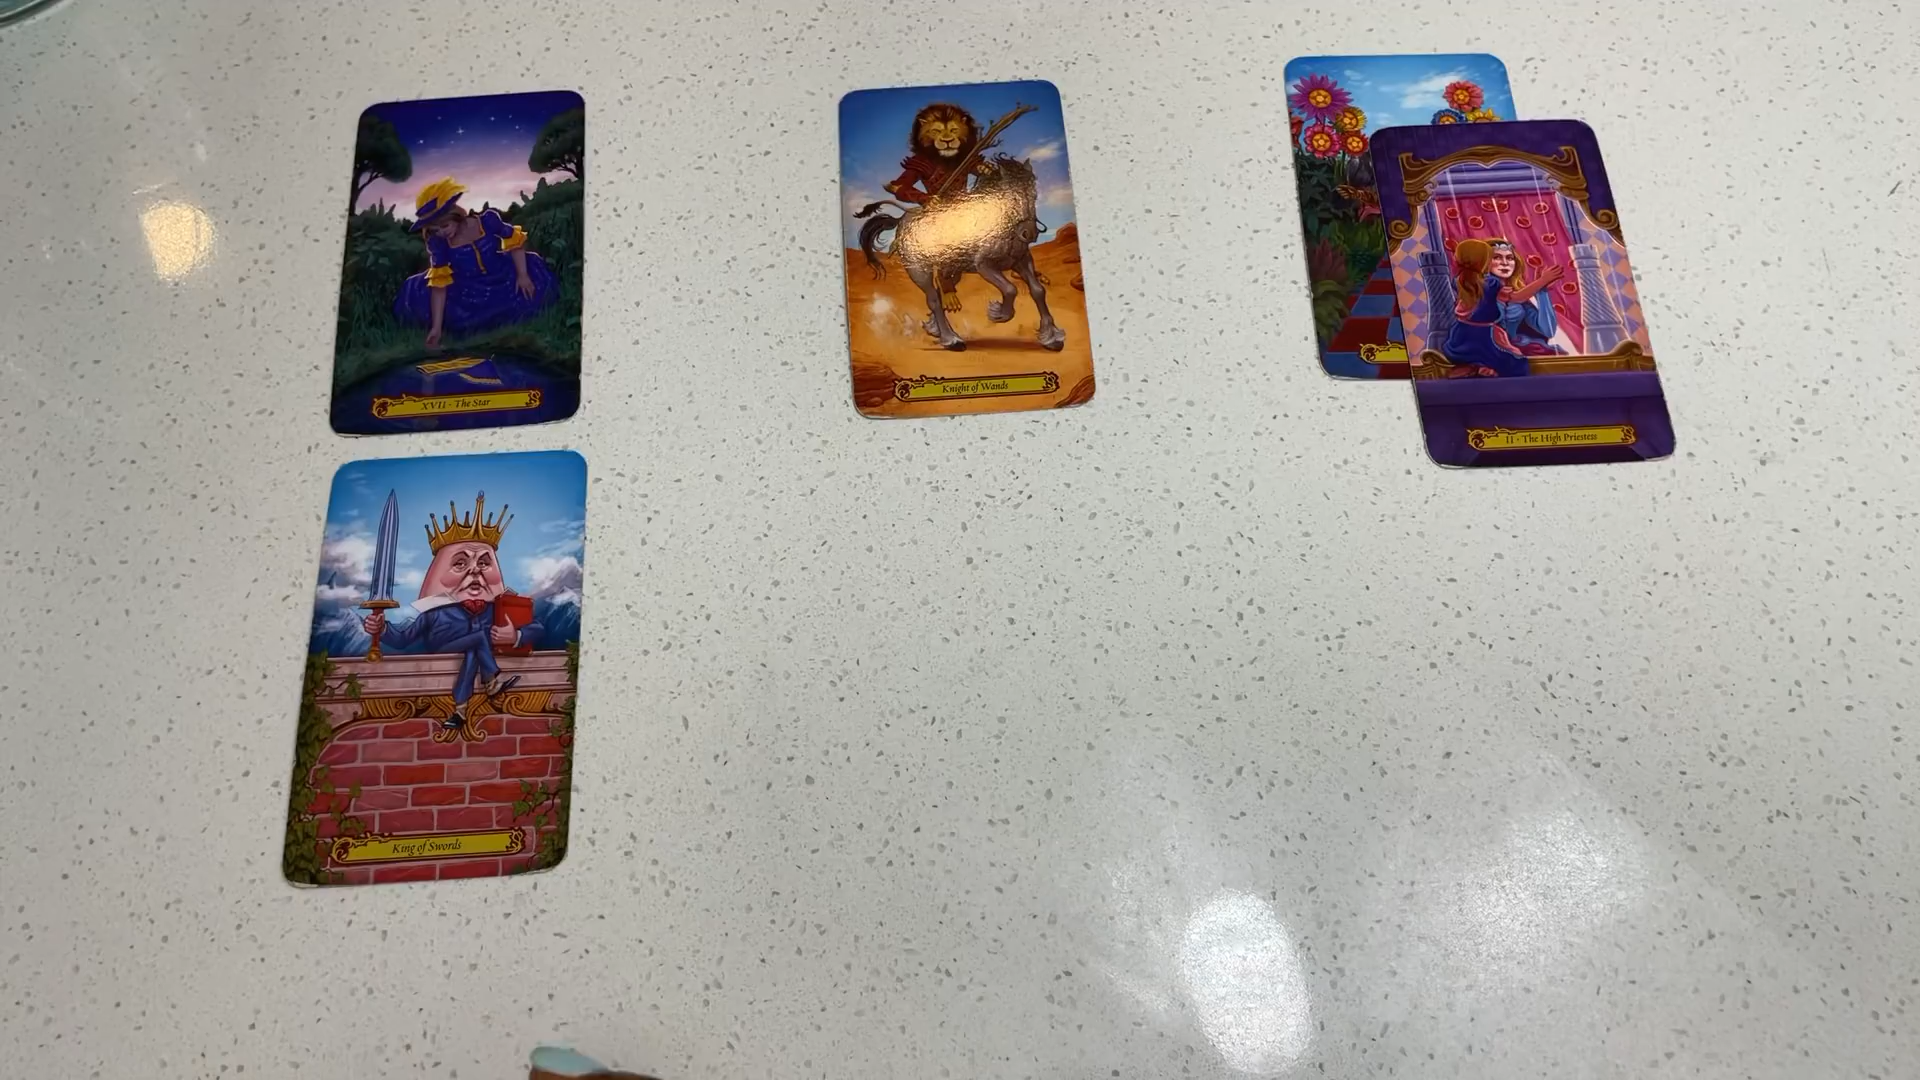 XVII - The Star
Knight of Wands
II - The High Priestess
King of Swords